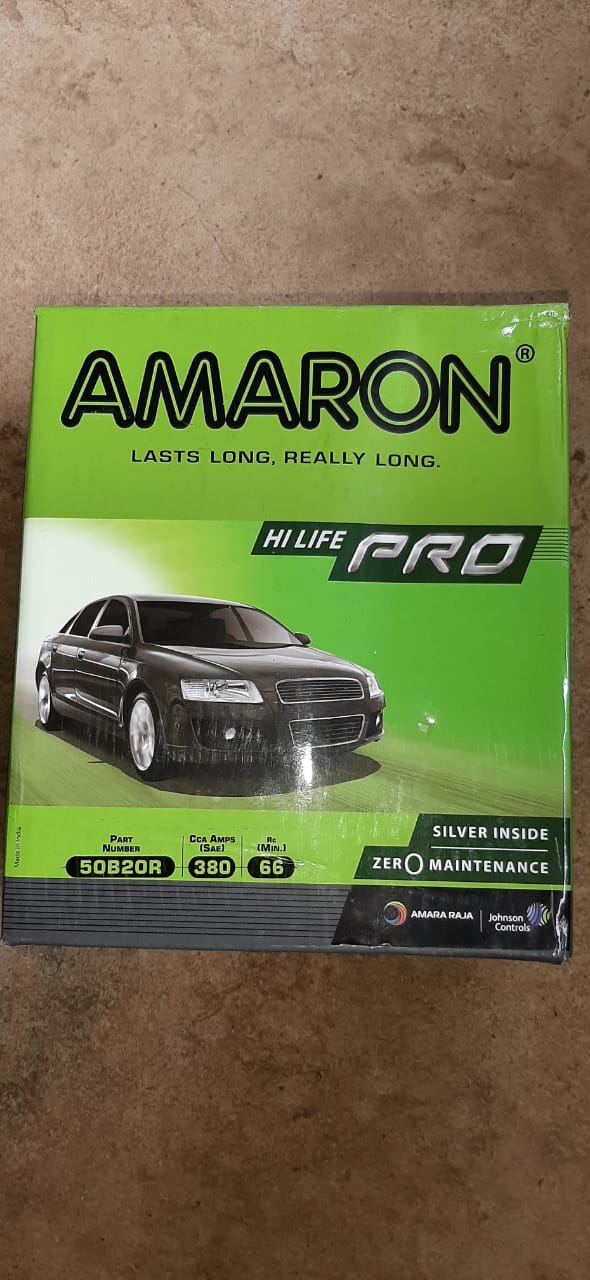 AMARON®
LASTS LONG, REALLY LONG.
HI LIFE PRO
Made in India
PART NUMBER
50B20R
CCA AMPS (SAE)
380
RC (MIN.)
66
SILVER INSIDE
ZERO MAINTENANCE
AMARA RAJA
Johnson
Controls